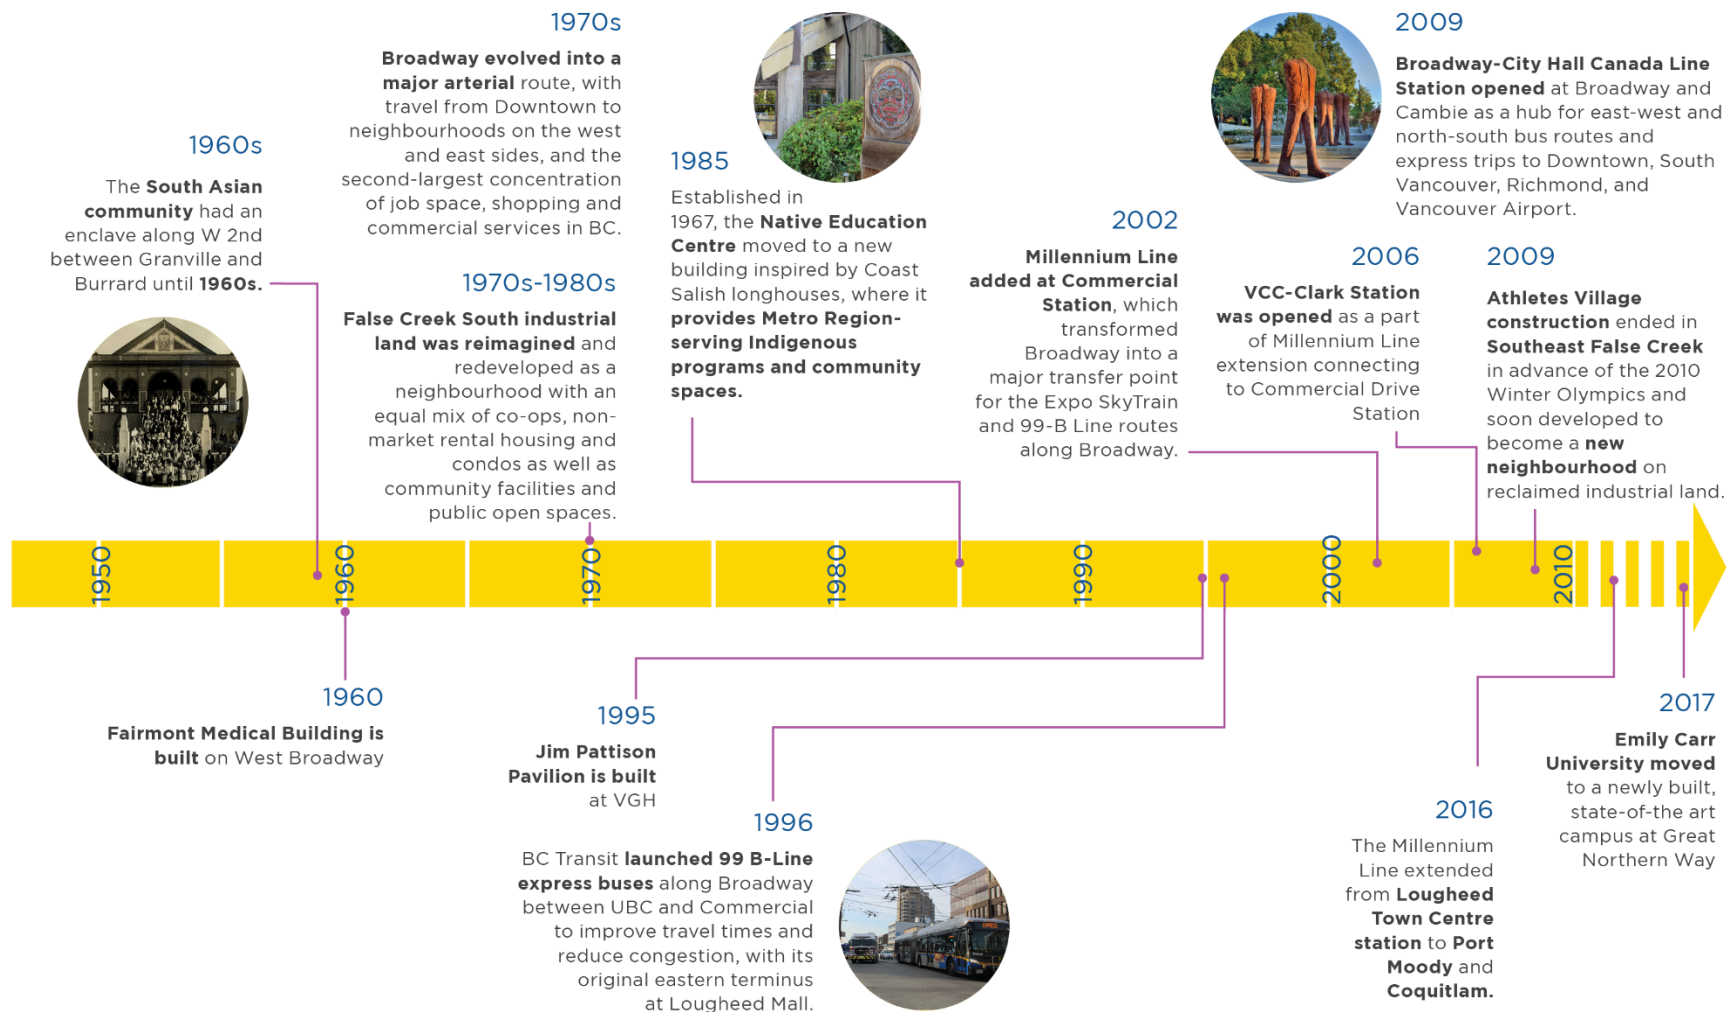 1960s
The South Asian
community had an
enclave along W 2nd
between Granville and
Burrard until 1960s.
1970s
Broadway evolved into a
major arterial route, with
travel from Downtown to
neighbourhoods on the west
and east sides, and the
second-largest concentration
of job space, shopping and
commercial services in BC.
1970s-1980s
False Creek South industrial
land was reimagined and
redeveloped as a
neighbourhood with an
equal mix of co-ops, non-
market rental housing and
condos as well as
community facilities and
public open spaces.
1985
Established in
1967, the Native Education
Centre moved to a new
building inspired by Coast
Salish longhouses, where it
provides Metro Region-
serving Indigenous
programs and community
spaces.
2002
Millennium Line
added at Commercial
Station, which
transformed
Broadway into a
major transfer point
for the Expo SkyTrain
and 99-B Line routes
along Broadway.
2009
Broadway-City Hall Canada Line
Station opened at Broadway and
Cambie as a hub for east-west and
north-south bus routes and
express trips to Downtown, South
Vancouver, Richmond, and
Vancouver Airport.
2006
VCC-Clark Station
was opened as a part
of Millennium Line
extension connecting
to Commercial Drive
Station
2009
Athletes Village
construction ended in
Southeast False Creek
in advance of the 2010
Winter Olympics and
soon developed to
become a new
neighbourhood on
reclaimed industrial land.
1950
1960
1970
1980
1990
2000
2010
1960
Fairmont Medical Building is
built on West Broadway
1995
Jim Pattison
Pavilion is built
at VGH
1996
BC Transit launched 99 B-Line
express buses along Broadway
between UBC and Commercial
to improve travel times and
reduce congestion, with its
original eastern terminus
at Lougheed Mall.
2016
The Millennium
Line extended
from Lougheed
Town Centre
station to Port
Moody and
Coquitlam.
2017
Emily Carr
University moved
to a newly built,
state-of-the art
campus at Great
Northern Way